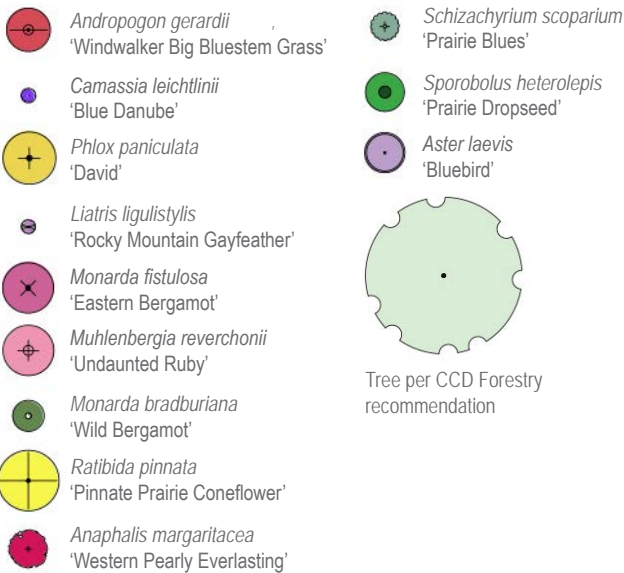 Andropogon gerardii ,
‘Windwalker Big Bluestem Grass’
Camassia leichtlinii
‘Blue Danube’
Phlox paniculata
‘David’
Liatris ligulistylis
‘Rocky Mountain Gayfeather’
Monarda fistulosa
‘Eastern Bergamot’
Muhlenbergia reverchonii
‘Undaunted Ruby’
Monarda bradburiana
‘Wild Bergamot’
Ratibida pinnata
‘Pinnate Prairie Coneflower’
Anaphalis margaritacea
‘Western Pearly Everlasting’
Schizachyrium scoparium
‘Prairie Blues’
Sporobolus heterolepis
‘Prairie Dropseed’
Aster laevis
‘Bluebird’
Tree per CCD Forestry
recommendation